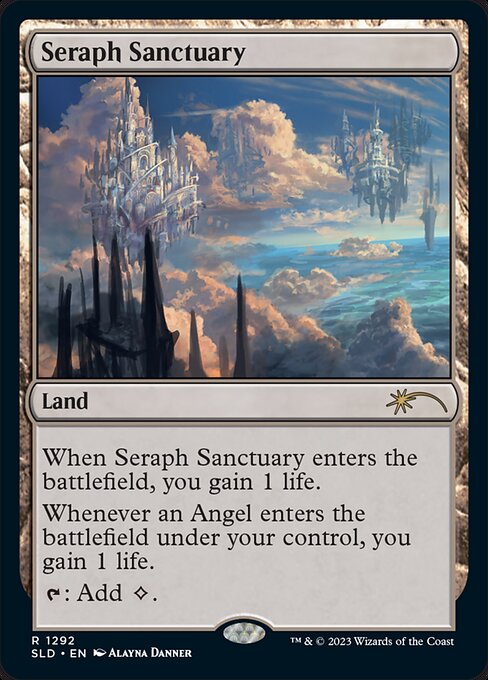 Seraph Sanctuary
Land
When Seraph Sanctuary enters the
battlefield, you gain 1 life.
Whenever an Angel enters the
battlefield under your control, you
gain 1 life.
: Add .
R 1292
SLD • EN ALAYNA DANNER
™ & © 2023 Wizards of the Coast